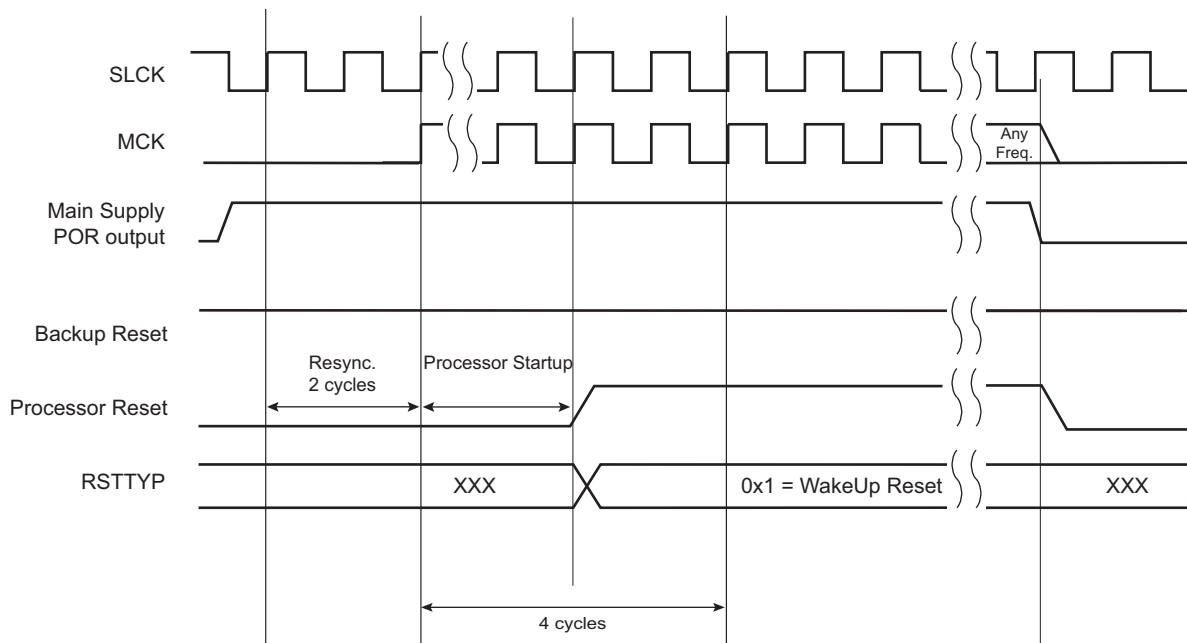 SLCK
MCK
Any
Freq.
Main Supply
POR output
Backup Reset
Resync.
2 cycles
Processor Startup
Processor Reset
RSTTYP
XXX
0x1 = WakeUp Reset
XXX
4 cycles